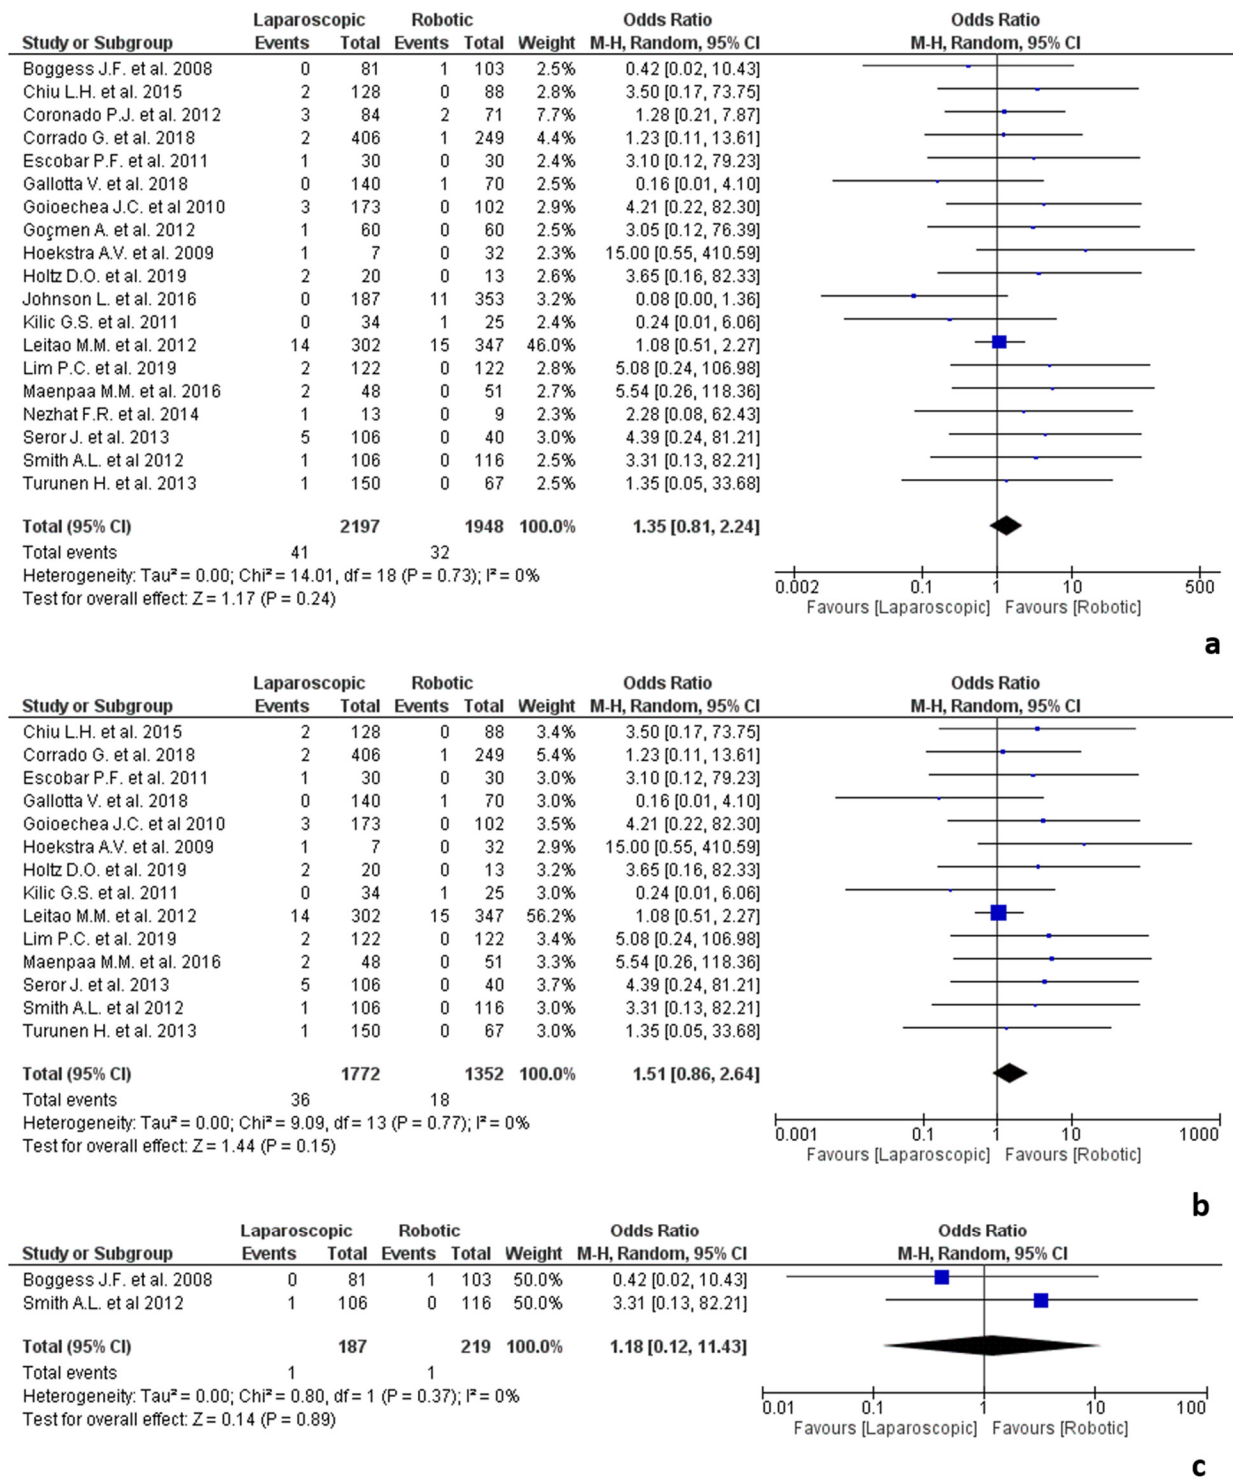 Laparoscopic Robotic Odds Ratio Odds Ratio
Study or Subgroup Events Total Events Total Weight M-H, Random, 95% CI M-H, Random, 95% CI
Boggess J.F. et al. 2008 0 81 1 103 2.5% 0.42 [0.02, 10.43]
Chiu L.H. et al. 2015 2 128 0 88 2.8% 3.50 [0.17, 73.75]
Coronado P.J. et al. 2012 3 84 2 71 7.7% 1.28 [0.21, 7.87]
Corrado G. et al. 2018 2 406 1 249 4.4% 1.23 [0.11, 13.61]
Escobar P.F. et al. 2011 1 30 0 30 2.4% 3.10 [0.12, 79.23]
Gallotta V. et al. 2018 0 140 1 70 2.5% 0.16 [0.01, 4.10]
Goioechea J.C. et al 2010 3 173 0 102 2.9% 4.21 [0.22, 82.30]
Goçmen A. et al. 2012 1 60 0 60 2.5% 3.05 [0.12, 76.39]
Hoekstra A.V. et al. 2009 1 7 0 32 2.3% 15.00 [0.55, 410.59]
Holtz D.O. et al. 2019 2 20 0 13 2.6% 3.65 [0.16, 82.33]
Johnson L. et al. 2016 0 187 11 353 3.2% 0.08 [0.00, 1.36]
Kilic G.S. et al. 2011 0 34 1 25 2.4% 0.24 [0.01, 6.06]
Leitao M.M. et al. 2012 14 302 15 347 46.0% 1.08 [0.51, 2.27]
Lim P.C. et al. 2019 2 122 0 122 2.8% 5.08 [0.24, 106.98]
Maenpaa M.M. et al. 2016 2 48 0 51 2.7% 5.54 [0.26, 118.36]
Nezhat F.R. et al. 2014 1 13 0 9 2.3% 2.28 [0.08, 62.43]
Seror J. et al. 2013 5 106 0 40 3.0% 4.39 [0.24, 81.21]
Smith A.L. et al 2012 1 106 0 116 2.5% 3.31 [0.13, 82.21]
Turunen H. et al. 2013 1 150 0 67 2.5% 1.35 [0.05, 33.68]
Total (95% CI) 2197 1948 100.0% 1.35 [0.81, 2.24]
Total events 41 32
Heterogeneity: Tau² = 0.00; Chi² = 14.01, df = 18 (P = 0.73); I² = 0%
Test for overall effect: Z = 1.17 (P = 0.24)
0.002 0.1 1 10 500
Favours [Laparoscopic] Favours [Robotic]
a
Laparoscopic Robotic Odds Ratio Odds Ratio
Study or Subgroup Events Total Events Total Weight M-H, Random, 95% CI M-H, Random, 95% CI
Chiu L.H. et al. 2015 2 128 0 88 3.4% 3.50 [0.17, 73.75]
Corrado G. et al. 2018 2 406 1 249 5.4% 1.23 [0.11, 13.61]
Escobar P.F. et al. 2011 1 30 0 30 3.0% 3.10 [0.12, 79.23]
Gallotta V. et al. 2018 0 140 1 70 3.0% 0.16 [0.01, 4.10]
Goioechea J.C. et al 2010 3 173 0 102 3.5% 4.21 [0.22, 82.30]
Hoekstra A.V. et al. 2009 1 7 0 32 2.9% 15.00 [0.55, 410.59]
Holtz D.O. et al. 2019 2 20 0 13 3.2% 3.65 [0.16, 82.33]
Kilic G.S. et al. 2011 0 34 1 25 3.0% 0.24 [0.01, 6.06]
Leitao M.M. et al. 2012 14 302 15 347 56.2% 1.08 [0.51, 2.27]
Lim P.C. et al. 2019 2 122 0 122 3.4% 5.08 [0.24, 106.98]
Maenpaa M.M. et al. 2016 2 48 0 51 3.3% 5.54 [0.26, 118.36]
Seror J. et al. 2013 5 106 0 40 3.7% 4.39 [0.24, 81.21]
Smith A.L. et al 2012 1 106 0 116 3.0% 3.31 [0.13, 82.21]
Turunen H. et al. 2013 1 150 0 67 3.0% 1.35 [0.05, 33.68]
Total (95% CI) 1772 1352 100.0% 1.51 [0.86, 2.64]
Total events 36 18
Heterogeneity: Tau² = 0.00; Chi² = 9.09, df = 13 (P = 0.77); I² = 0%
Test for overall effect: Z = 1.44 (P = 0.15)
0.001 0.1 1 10 1000
Favours [Laparoscopic] Favours [Robotic]
b
Laparoscopic Robotic Odds Ratio Odds Ratio
Study or Subgroup Events Total Events Total Weight M-H, Random, 95% CI M-H, Random, 95% CI
Boggess J.F. et al. 2008 0 81 1 103 50.0% 0.42 [0.02, 10.43]
Smith A.L. et al 2012 1 106 0 116 50.0% 3.31 [0.13, 82.21]
Total (95% CI) 187 219 100.0% 1.18 [0.12, 11.43]
Total events 1 1
Heterogeneity: Tau² = 0.00; Chi² = 0.80, df = 1 (P = 0.37); I² = 0%
Test for overall effect: Z = 0.14 (P = 0.89)
0.01 0.1 1 10 100
Favours [Laparoscopic] Favours [Robotic]
c